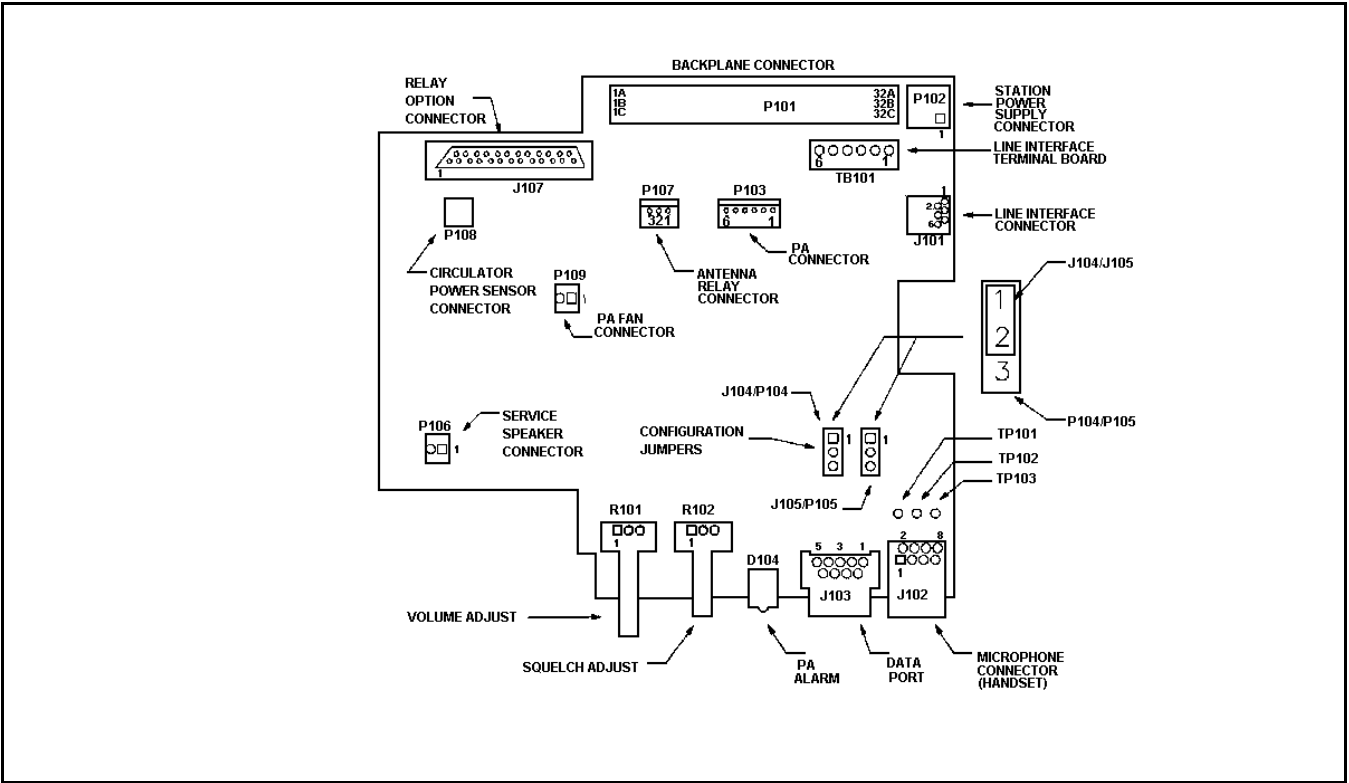 BACKPLANE CONNECTOR
RELAY
OPTION
CONNECTOR
1A
1B
1C
P101
32A
32B
32C
P102
1
STATION
POWER
SUPPLY
CONNECTOR
LINE INTERFACE
TERMINAL BOARD
6
1
TB101
1
J107
P107
321
P103
6
1
1
2
6
J101
LINE INTERFACE
CONNECTOR
P108
CIRCULATOR
POWER SENSOR
CONNECTOR
P109
PA FAN
CONNECTOR
ANTENNA
RELAY
CONNECTOR
PA
CONNECTOR
J104/J105
1
2
3
P104/P105
J104/P104
CONFIGURATION
JUMPERS
1
1
J105/P105
P106
1
SERVICE
SPEAKER
CONNECTOR
TP101
TP102
TP103
R101
1
R102
1
D104
5 3 1
J103
2 8
1
J102
VOLUME ADJUST
SQUELCH ADJUST
PA
ALARM
DATA
PORT
MICROPHONE
CONNECTOR
(HANDSET)